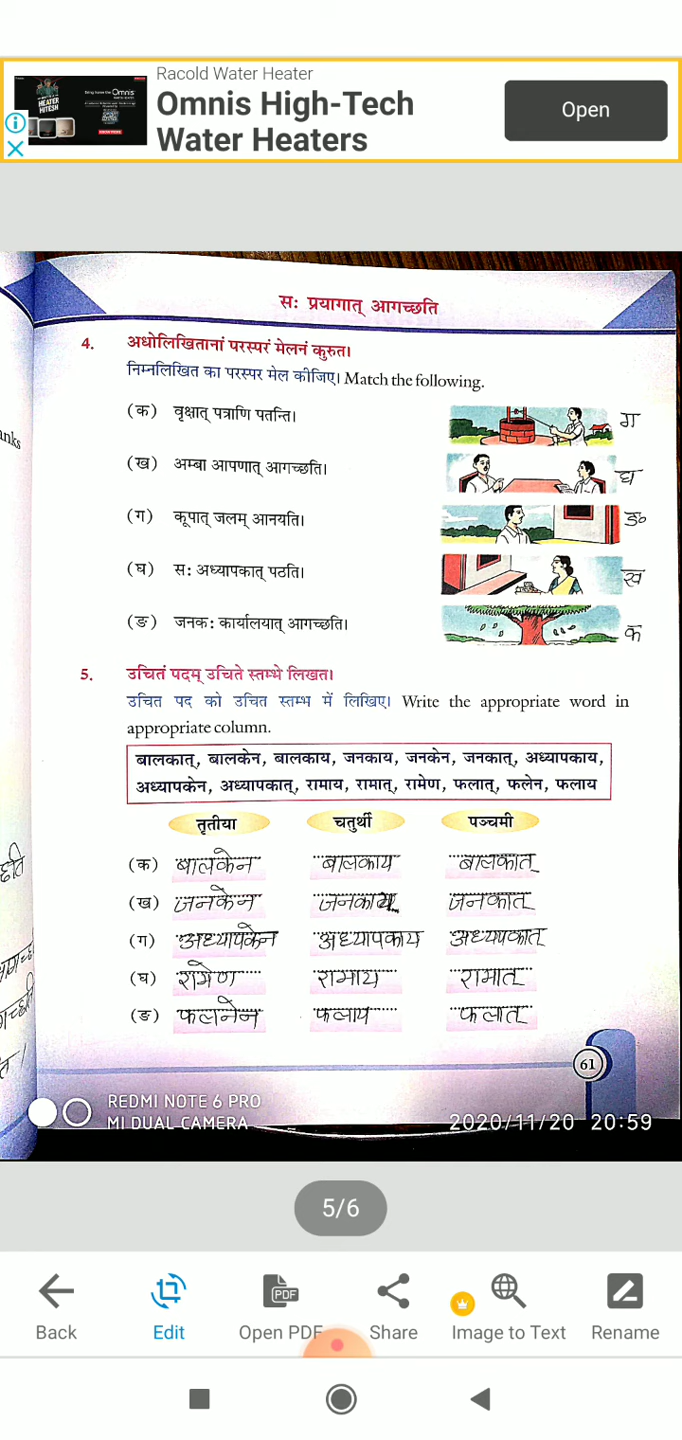 Racold Water Heater
Omnis High-Tech
Water Heaters
Open
सः प्रयागात् आगच्छति
4. अधोलिखितानां परस्परं मेलनं कुरुत।
निम्नलिखित का परस्पर मेल कीजिए। Match the following.
(क) वृक्षात् पत्राणि पतन्ति। ग
(ख) अम्बा आपणात् आगच्छति। घ
(ग) कूपात् जलम् आनयति। ङ
(घ) सः अध्यापकात् पठति। ख
(ङ) जनकः कार्यालयात् आगच्छति। क
5. उचितं पदम् उचिते स्तम्भे लिखत।
उचित पद को उचित स्तम्भ में लिखिए। Write the appropriate word in
appropriate column.
बालकात्, बालकेन, बालकाय, जनकाय, जनकेन, जनकात्, अध्यापकाय,
अध्यापकेन, अध्यापकात्, रामाय, रामात्, रामेण, फलात्, फलेन, फलाय
तृतीया चतुर्थी पञ्चमी
(क) बालकेन बालकाय बालकात्
(ख) जनकेन जनकाय जनकात्
(ग) अध्यापकेन अध्यापकाय अध्यापकात्
(घ) रामेण रामाय रामात्
(ङ) फलाय फलात्
61
REDMI NOTE 6 PRO
MI DUAL CAMERA
2020/11/20 20:59
5/6
Back Edit Open PDF Share Image to Text Rename